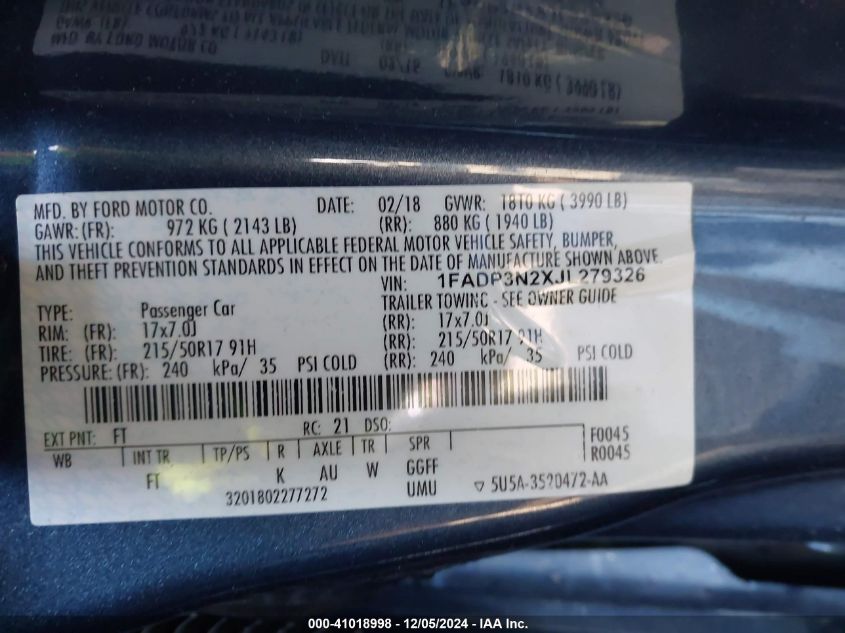 MFD. BY FORD MOTOR CO. DATE: 02/18 GVWR: 1810 KG ( 3990 LB)
GAWR: (FR): 972 KG ( 2143 LB) (RR): 880 KG ( 1940 LB)
THIS VEHICLE CONFORMS TO ALL APPLICABLE FEDERAL MOTOR VEHICLE SAFETY, BUMPER,
AND THEFT PREVENTION STANDARDS IN EFFECT ON THE DATE OF MANUFACTURE SHOWN ABOVE.
VIN: 1FADP3N2XJL279326
TYPE: Passenger Car TRAILER TOWING - SEE OWNER GUIDE
RIM: (FR): 17x7.0J (RR): 17x7.0J
TIRE: (FR): 215/50R17 91H (RR): 215/50R17 91H
PRESSURE: (FR): 240 kPa/ 35 PSI COLD (RR): 240 kPa/ 35 PSI COLD
EXT PNT: FT RC: 21 DSO:
WB INT TR TP/PS R AXLE TR SPR F0045
FT K AU W GGFF R0045
3201802277272 UMU ▽ 5U5A-3520472-AA
000-41018998 - 12/05/2024 - IAA Inc.